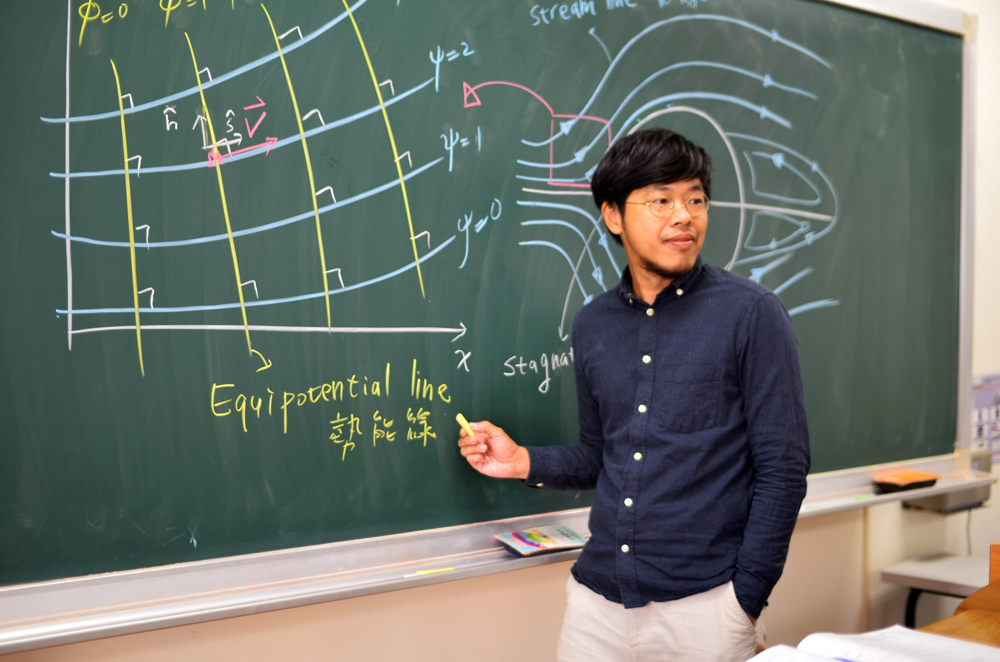 ϕ=0
stream line
ψ=2
n̂
ŝ
V⃗
ψ=1
ψ=0
x
Stagnat
Equipotential line
勢能線